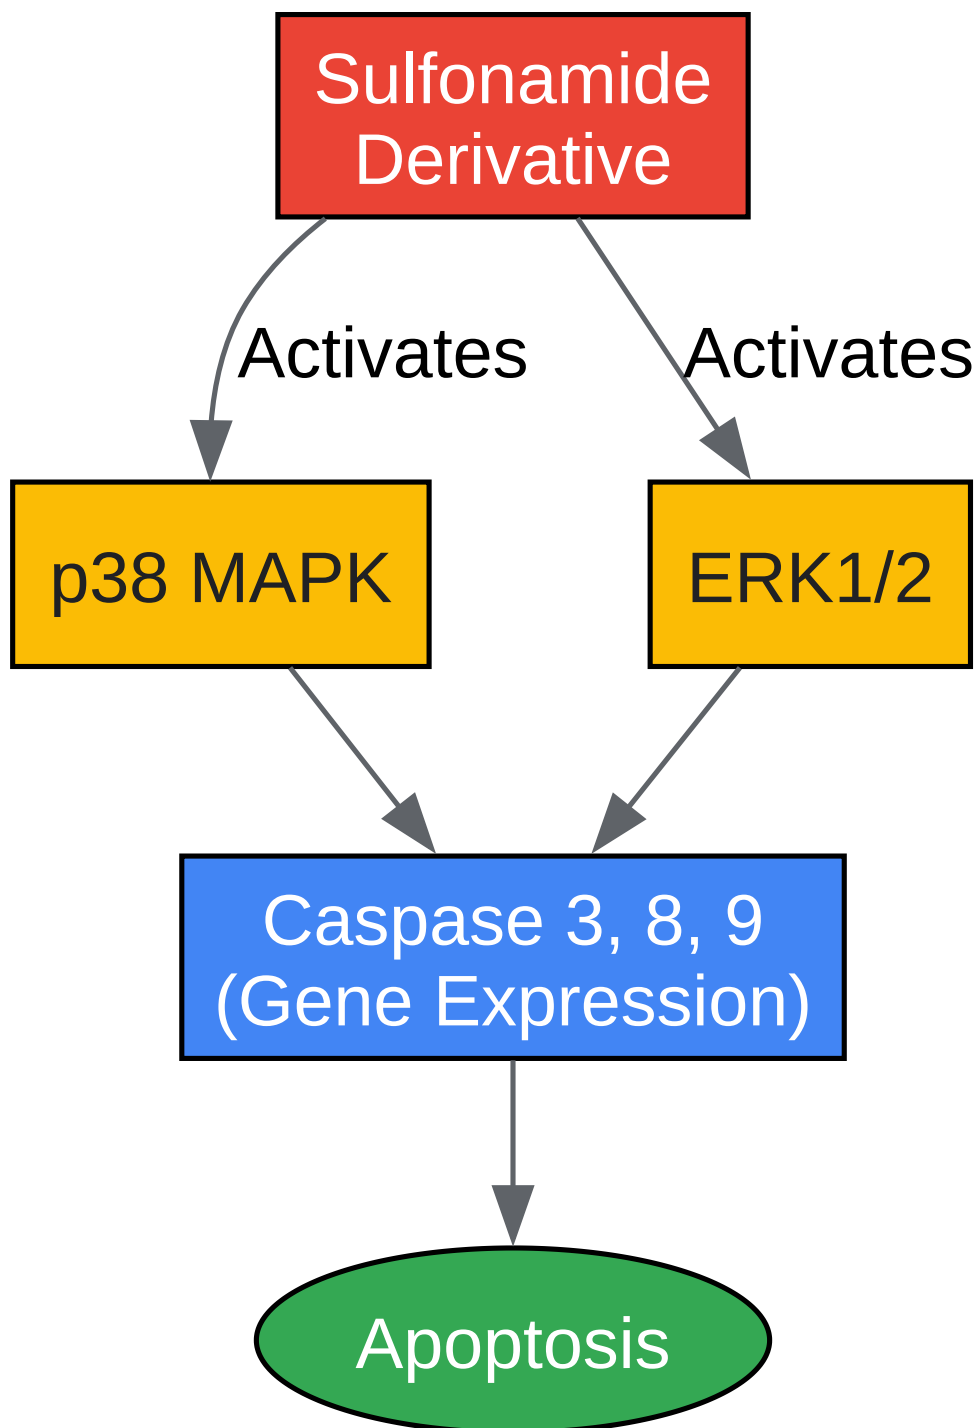 Sulfonamide
Derivative
Activates
Activates
p38 MAPK
ERK1/2
Caspase 3, 8, 9
(Gene Expression)
Apoptosis